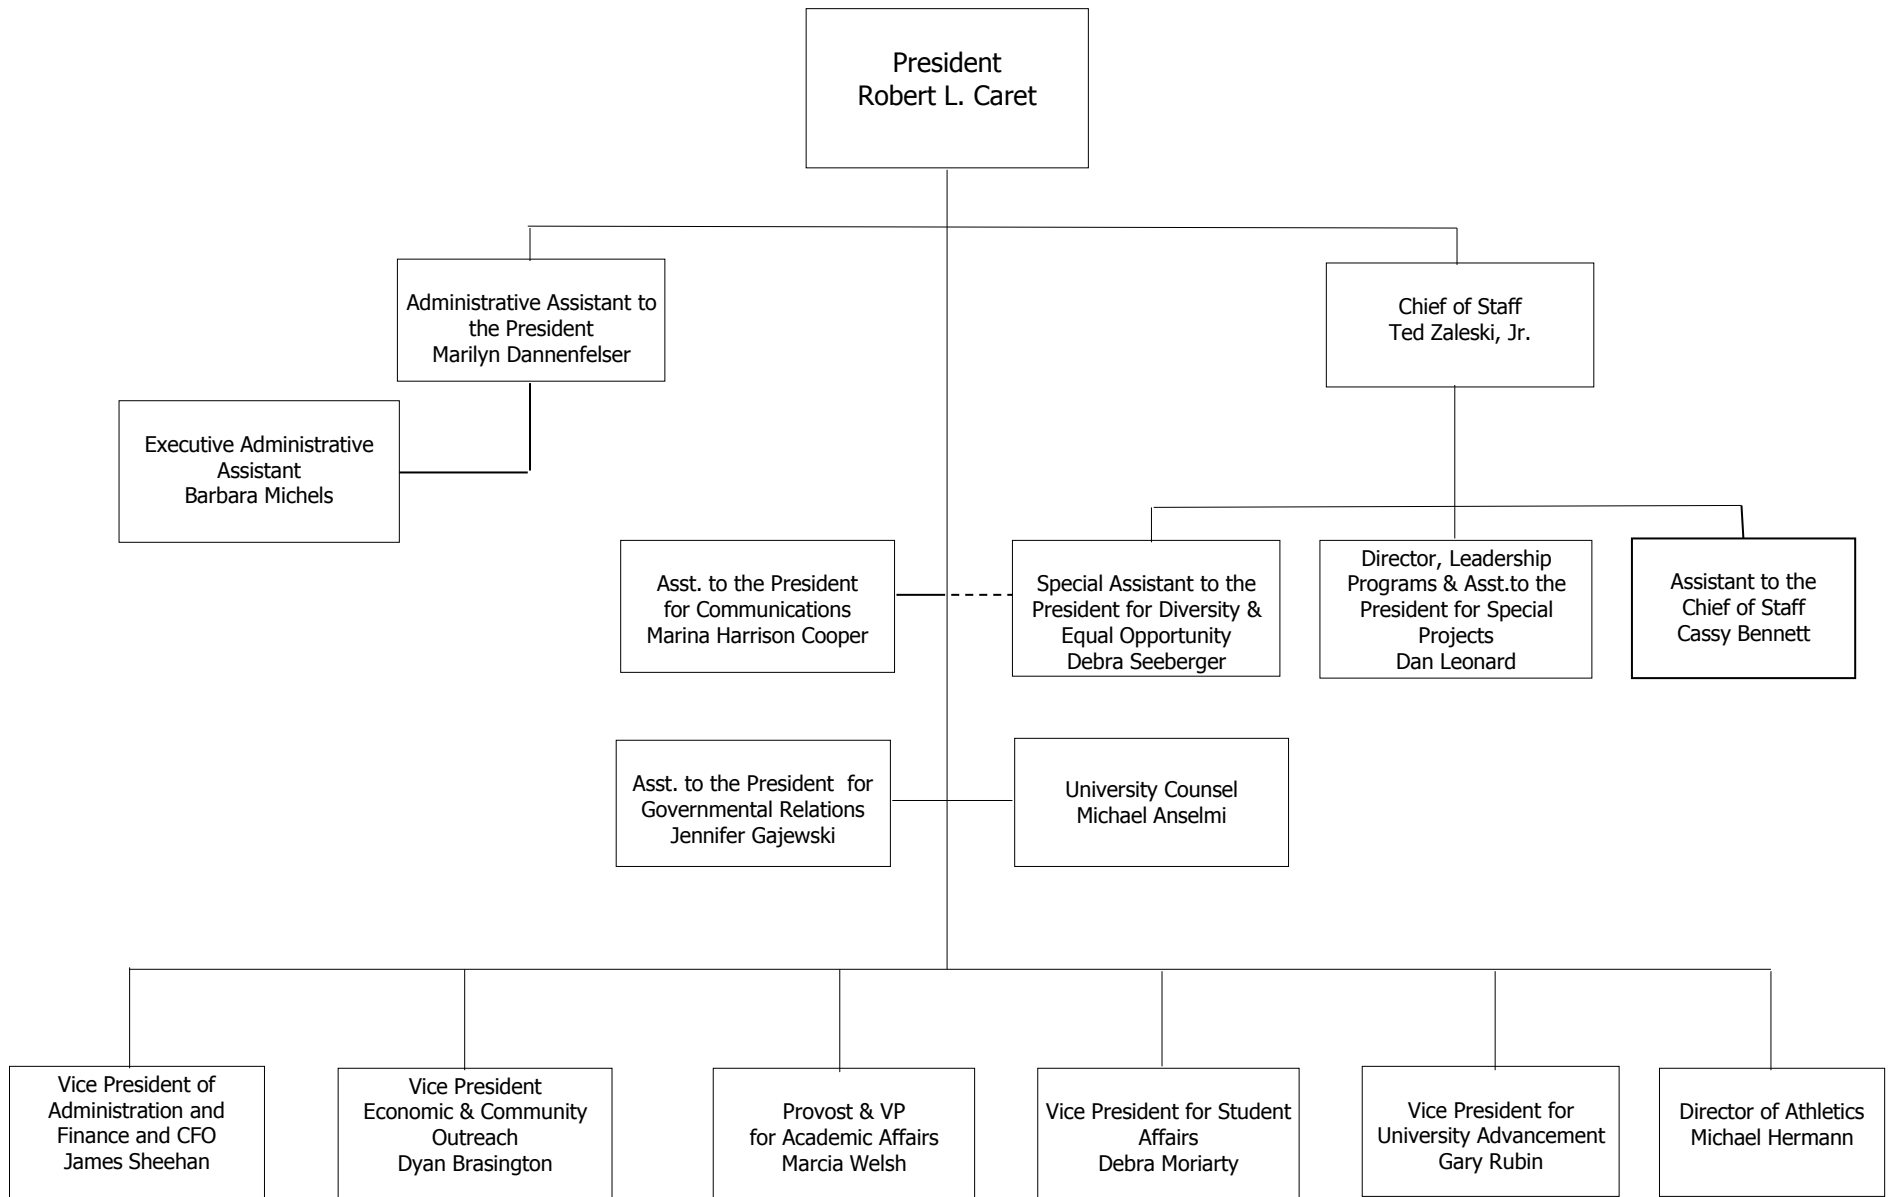 President
Robert L. Caret
Administrative Assistant to
the President
Marilyn Dannenfelser
Chief of Staff
Ted Zaleski, Jr.
Executive Administrative
Assistant
Barbara Michels
Asst. to the President
for Communications
Marina Harrison Cooper
Special Assistant to the
President for Diversity &
Equal Opportunity
Debra Seeberger
Director, Leadership
Programs & Asst.to the
President for Special
Projects
Dan Leonard
Assistant to the
Chief of Staff
Cassy Bennett
Asst. to the President  for
Governmental Relations
Jennifer Gajewski
University Counsel
Michael Anselmi
Vice President of
Administration and
Finance and CFO
James Sheehan
Vice President
Economic & Community
Outreach
Dyan Brasington
Provost & VP
for Academic Affairs
Marcia Welsh
Vice President for Student
Affairs
Debra Moriarty
Vice President for
University Advancement
Gary Rubin
Director of Athletics
Michael Hermann